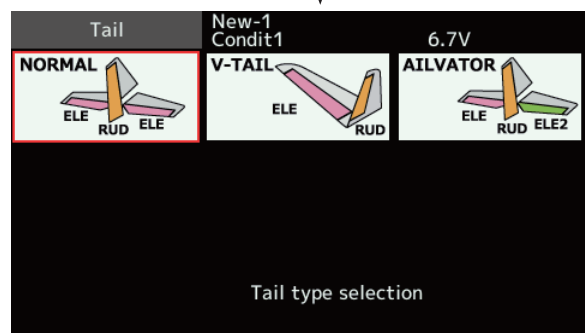 Tail
New-1
Condit1
6.7V
NORMAL
ELE
RUD
ELE
V-TAIL
ELE
RUD
AILVATOR
ELE
RUD
ELE2
Tail type selection